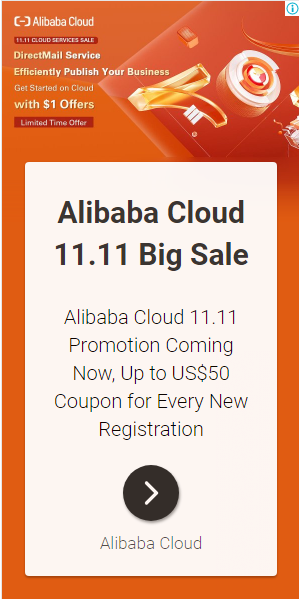 Alibaba Cloud
11.11 CLOUD SERVICES SALE
DirectMail Service
Efficiently Publish Your Business
Get Started on Cloud
with $1 Offers
Limited Time Offer
Alibaba Cloud
11.11 Big Sale
Alibaba Cloud 11.11
Promotion Coming
Now, Up to US$50
Coupon for Every New
Registration
Alibaba Cloud